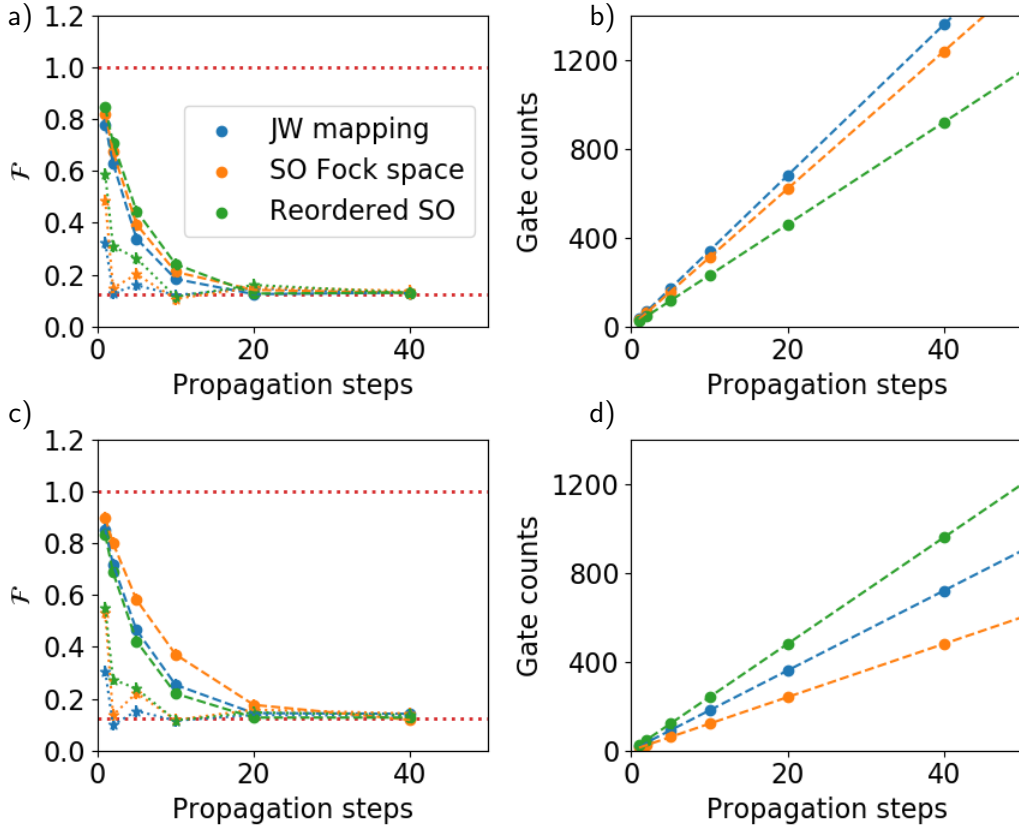 a)
1.2
1.0
0.8
0.6
0.4
0.2
0.0
ℱ
JW mapping
SO Fock space
Reordered SO
0 20 40
Propagation steps
b)
1200
800
400
0
Gate counts
0 20 40
Propagation steps
c)
1.2
1.0
0.8
0.6
0.4
0.2
0.0
ℱ
0 20 40
Propagation steps
d)
1200
800
400
0
Gate counts
0 20 40
Propagation steps